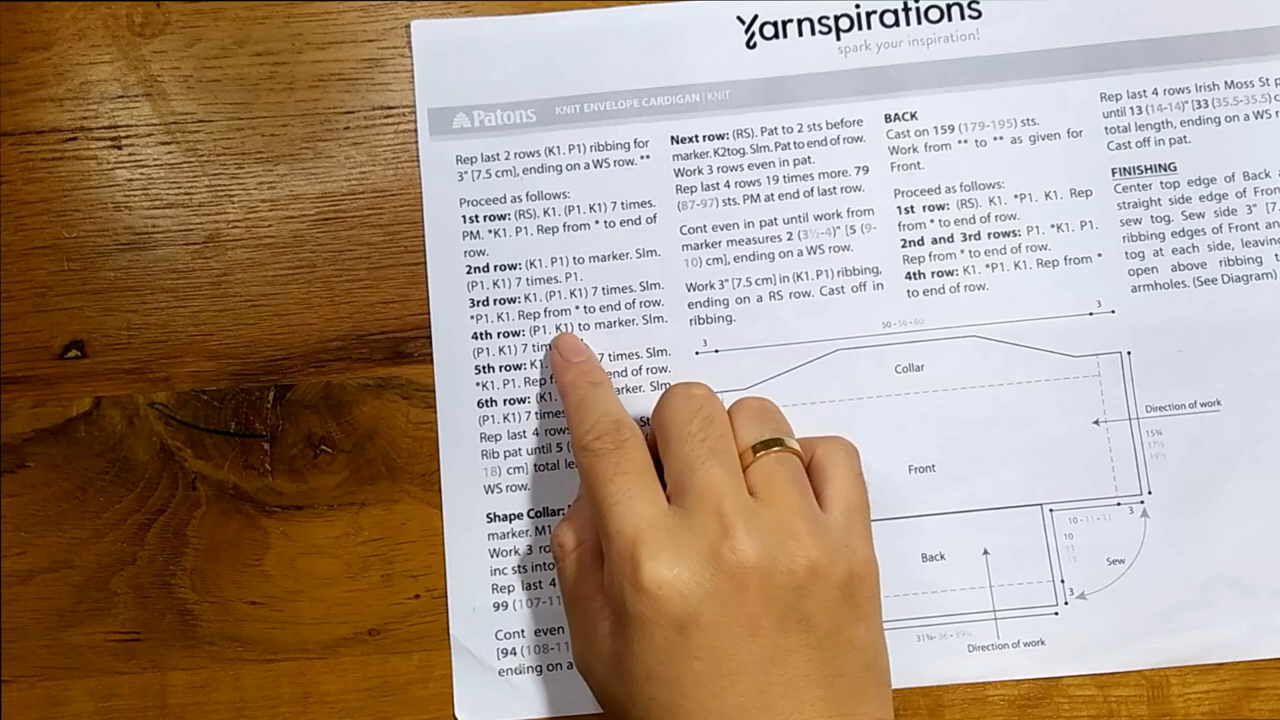 Yarnspirations
spark your inspiration!
Patons KNIT ENVELOPE CARDIGAN | KNIT
Rep last 2 rows (K1. P1) ribbing for
3" [7.5 cm], ending on a WS row. **
Proceed as follows:
1st row: (RS). K1. (P1. K1) 7 times.
PM. *K1. P1. Rep from * to end of
row.
2nd row: (K1. P1) to marker. Slm.
(P1. K1) 7 times. P1.
3rd row: K1. (P1. K1) 7 times. Slm.
*P1. K1. Rep from * to end of row.
4th row: (P1. K1) to marker. Slm.
(P1. K1) 7
5th row: K1. 7 times. Slm.
*K1. P1. Rep end of row.
6th row: (K1. Slm.
(P1. K1) 7 times
Rep last 4 rows
Rib pat until 5
18) cm] total
WS row.
Shape Collar:
marker. M1
Work 3
inc sts into
Rep last 4
99 (107-
Cont even
[94 (108-
ending on a
Next row: (RS). Pat to 2 sts before
marker. K2tog. Slm. Pat to end of row.
Work 3 rows even in pat.
Rep last 4 rows 19 times more. 79
(87-97) sts. PM at end of last row.
Cont even in pat until work from
marker measures 2 (3½-4)" [5 (9-
10) cm], ending on a WS row.
Work 3" [7.5 cm] in (K1. P1) ribbing,
ending on a RS row. Cast off in
ribbing.
BACK
Cast on 159 (179-195) sts.
Work from ** to ** as given for
Front.
Proceed as follows:
1st row: (RS). K1. *P1. K1. Rep
from * to end of row.
2nd and 3rd rows: P1. *K1. P1.
Rep from * to end of row.
4th row: K1. *P1. K1. Rep from *
to end of row.
Rep last 4 rows Irish Moss St
until 13 (14-14)" [33 (35.5-35.5)
total length, ending on a WS
Cast off in pat.
FINISHING
Center top edge of Back
straight side edge of
sew tog. Sew side 3"
ribbing edges of Front
tog at each side,
open above ribbing
armholes. (See Diagram)
3
50 - 56 - 60
3
Collar
Direction of work
15¾
Front
10 - 11 - 11
3
10
11
11
Back
Sew
3
Direction of work